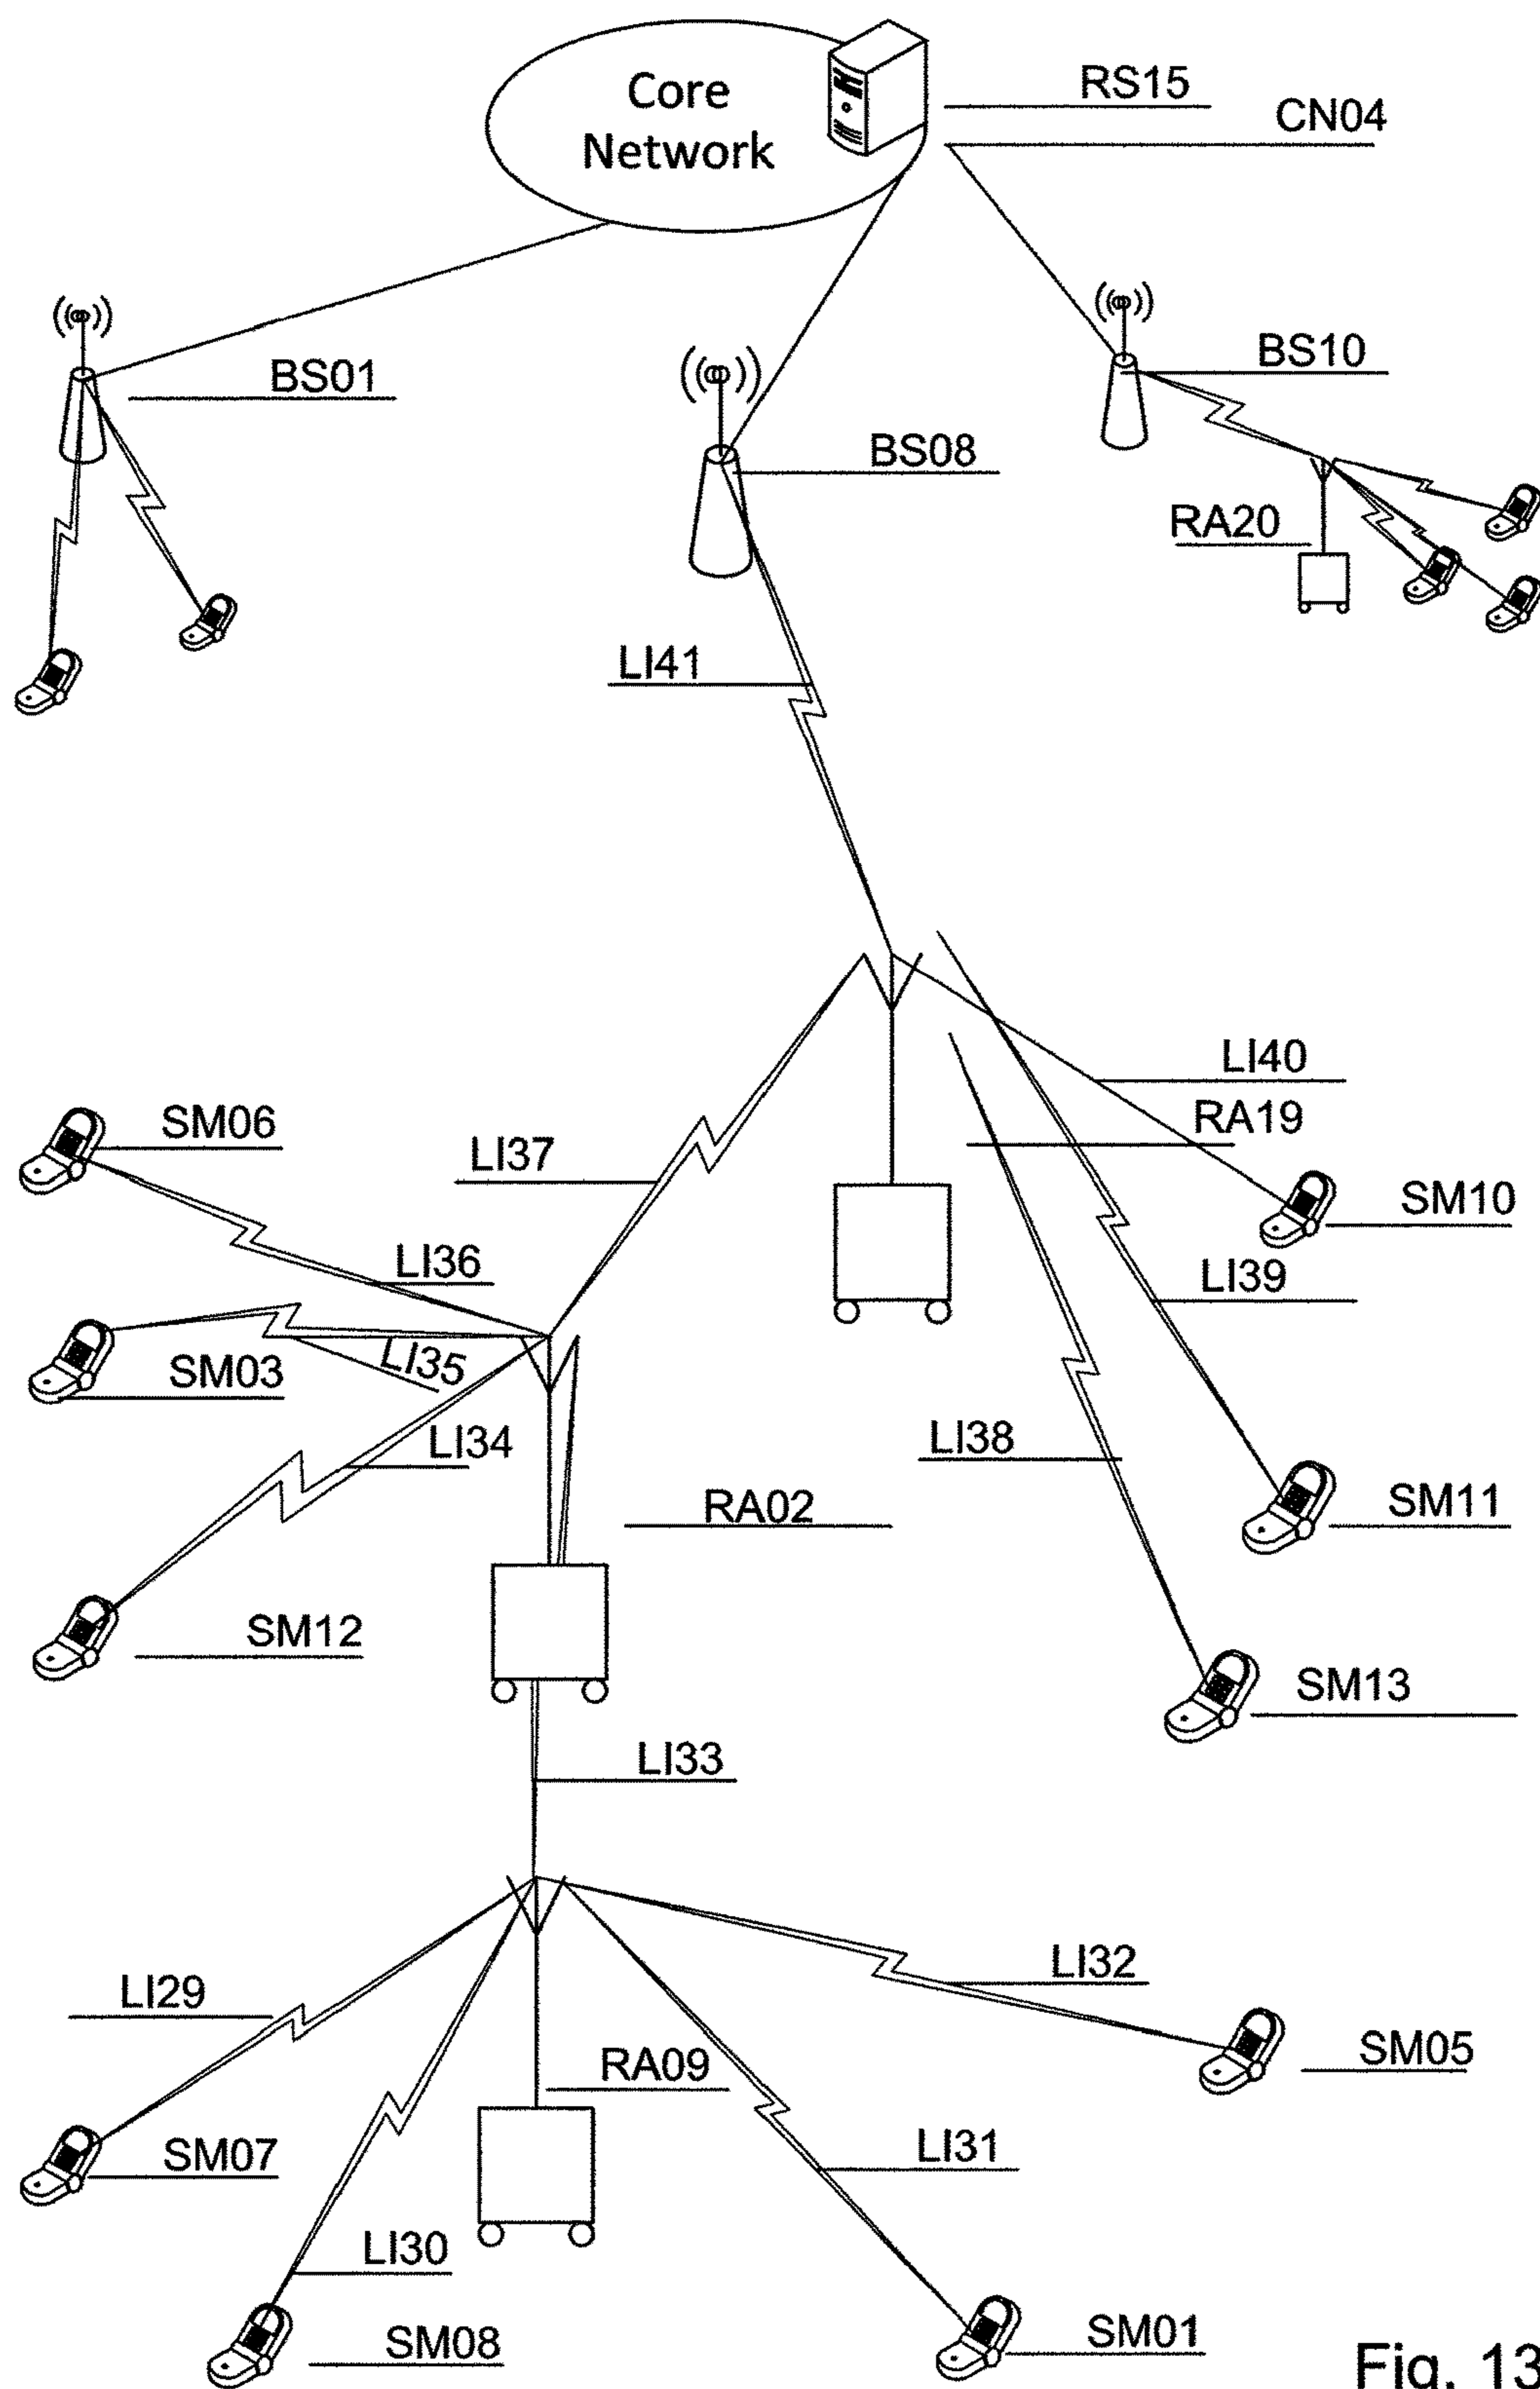 Core
Network
RS15
CN04
BS01
BS08
BS10
RA20
LI41
LI40
RA19
SM06
LI37
SM10
LI36
LI39
LI35
SM03
LI34
LI38
RA02
SM11
SM12
SM13
LI33
LI32
LI29
SM05
RA09
SM07
LI31
LI30
SM08
SM01
Fig. 13